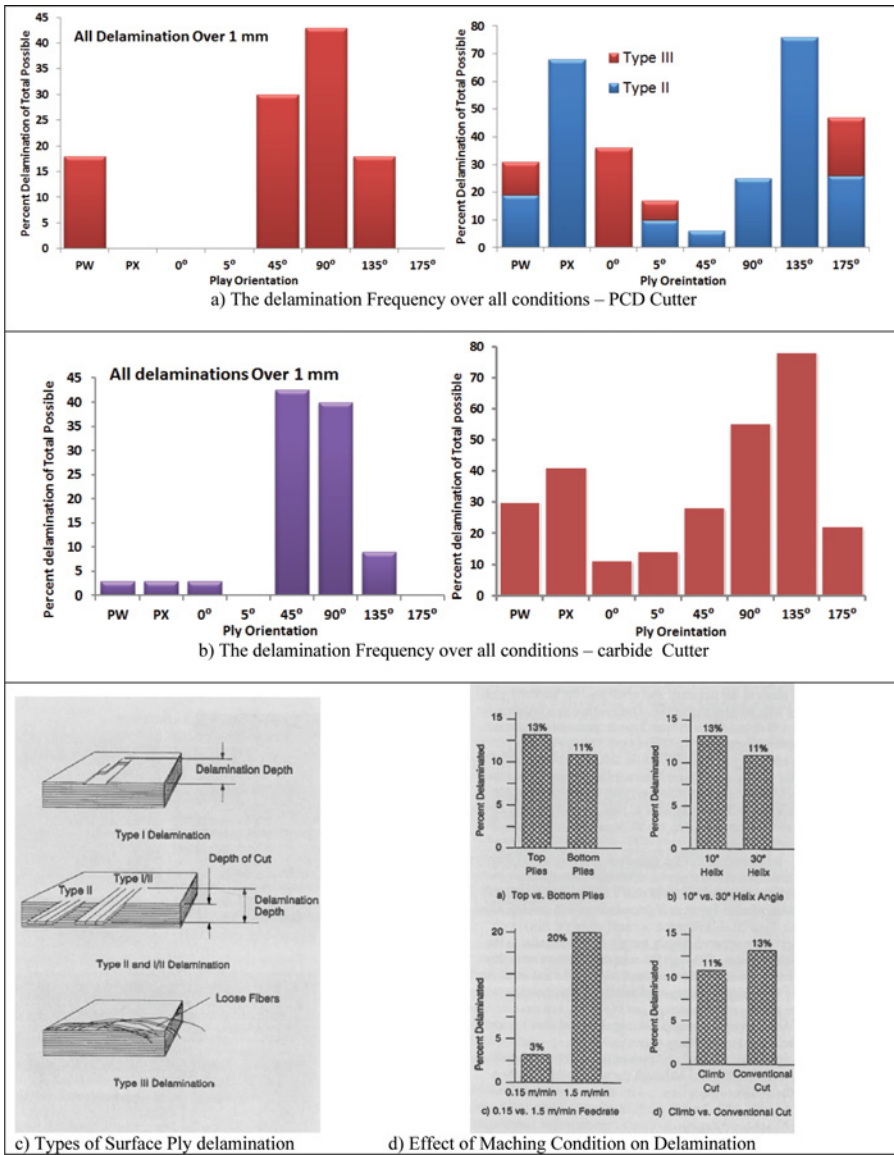 All Delamination Over 1 mm
Percent Delamination of Total Possible
45
40
35
30
25
20
15
10
5
0
PW PX 0° 5° 45° 90° 135° 175°
Play Orientation
Percent Delamination of Total Possible
80
70
60
50
40
30
20
10
0
Type III
Type II
PW PX 0° 5° 45° 90° 135° 175°
Ply Oreintation
a) The delamination Frequency over all conditions – PCD Cutter
All delaminations Over 1 mm
Percent delamination of Total Possible
45
40
35
30
25
20
15
10
5
0
PW PX 0° 5° 45° 90° 135° 175°
Ply Orientation
Percent delamination of Total possible
80
70
60
50
40
30
20
10
0
PW PX 0° 5° 45° 90° 135° 175°
Ply Oreintation
b) The delamination Frequency over all conditions – carbide Cutter
Delamination Depth
Type I Delamination
Depth of Cut
Type II
Type I/II
Delamination
Depth
Type II and I/II Delamination
Loose Fibers
Type III Delamination
c) Types of Surface Ply delamination
Percent Delaminated
15
10
5
0
13%
11%
Top Bottom
Plies Plies
a) Top vs. Bottom Plies
Percent Delaminated
15
10
5
0
13%
11%
10° 30°
Helix Helix
b) 10° vs. 30° Helix Angle
Percent Delaminated
20
5
0
20%
3%
0.15 m/min 1.5 m/min
c) 0.15 vs. 1.5 m/min Feedrate
Percent Delaminated
15
10
5
0
11%
13%
Climb Conventional
Cut Cut
d) Climb vs. Conventional Cut
d) Effect of Maching Condition on Delamination